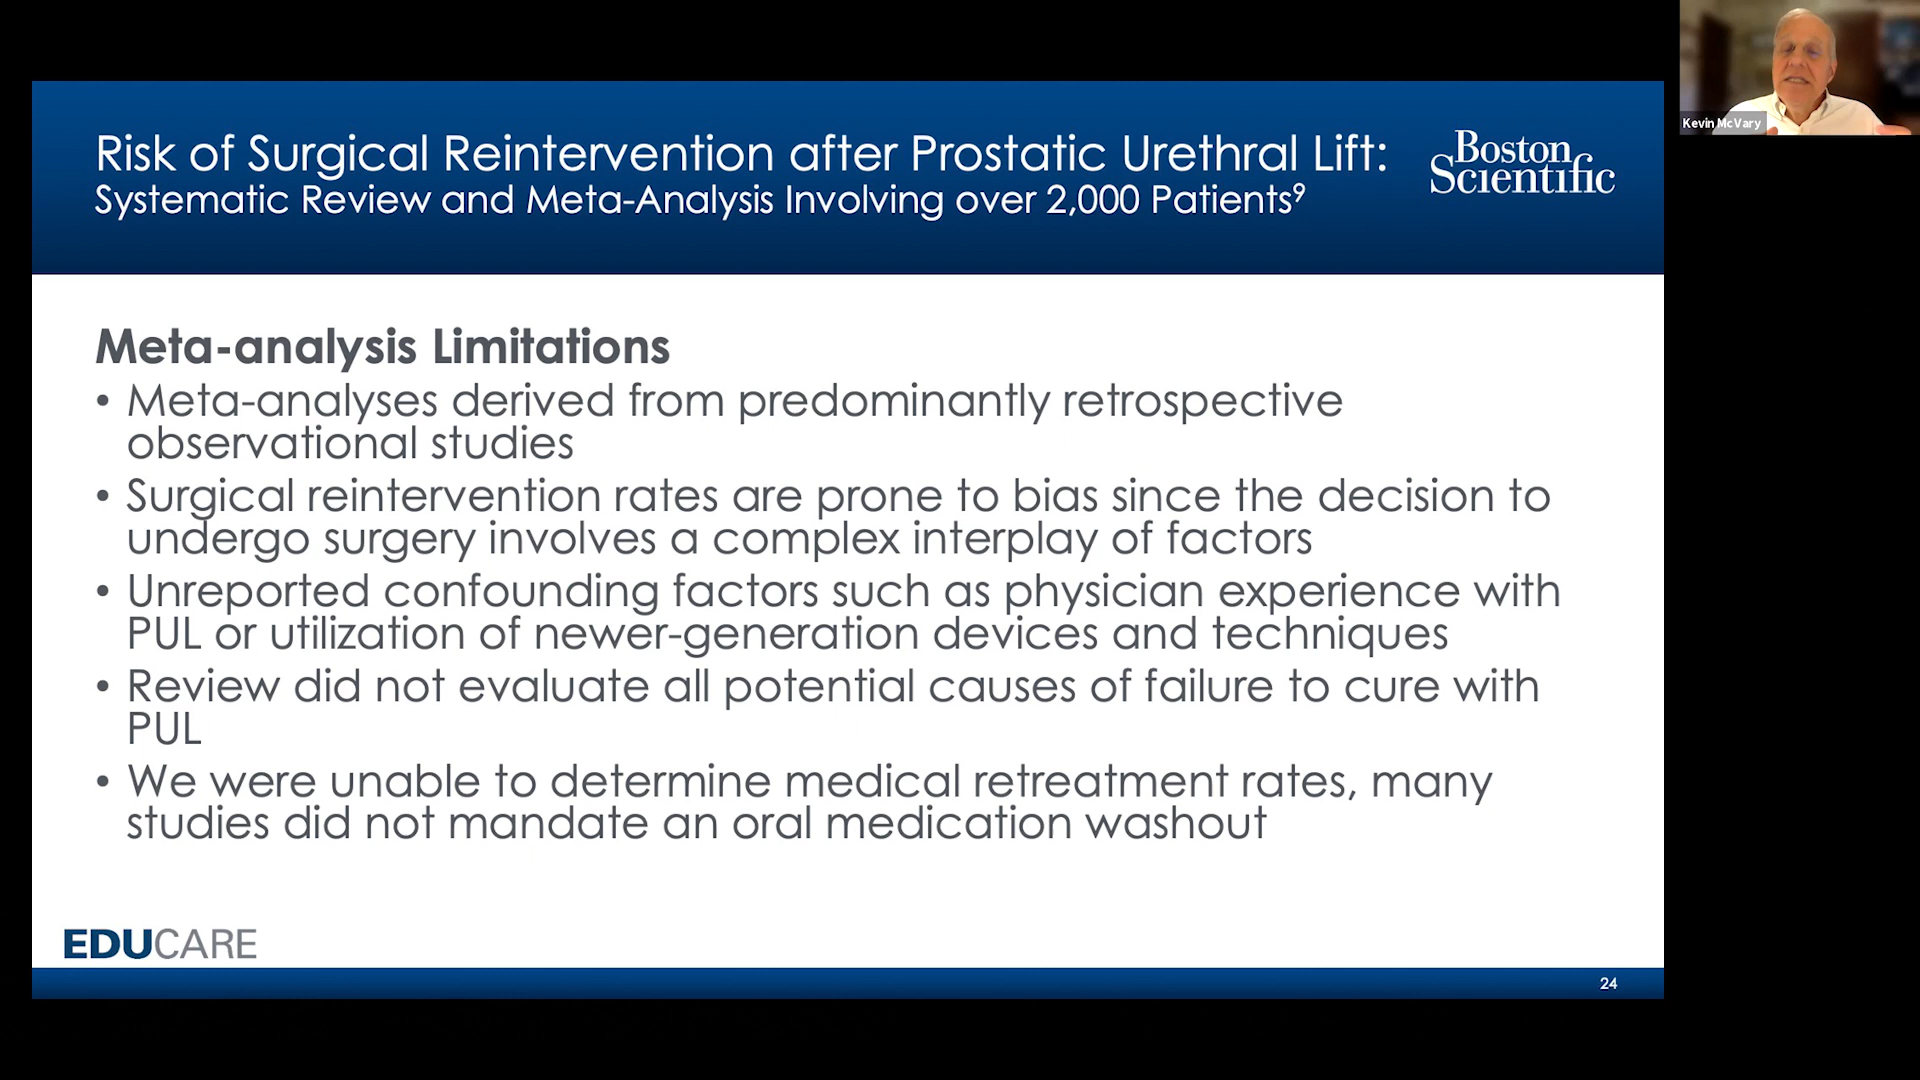 Risk of Surgical Reintervention after Prostatic Urethral Lift:
Systematic Review and Meta-Analysis Involving over 2,000 Patients⁹
Boston
Scientific
Kevin McVary
Meta-analysis Limitations
• Meta-analyses derived from predominantly retrospective
observational studies
• Surgical reintervention rates are prone to bias since the decision to
undergo surgery involves a complex interplay of factors
• Unreported confounding factors such as physician experience with
PUL or utilization of newer-generation devices and techniques
• Review did not evaluate all potential causes of failure to cure with
PUL
• We were unable to determine medical retreatment rates, many
studies did not mandate an oral medication washout
EDUCARE
24